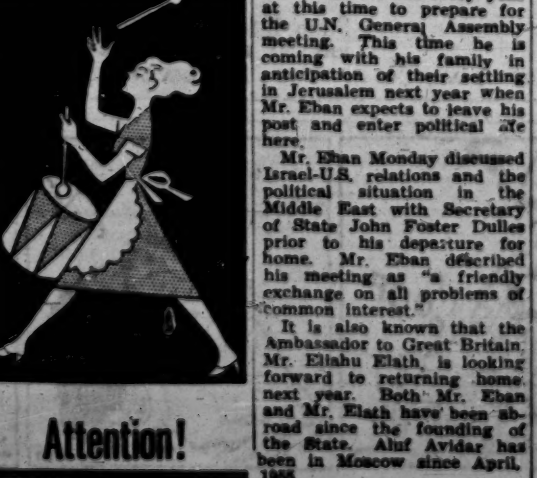 Attention!
at this time to prepare for
the U.N. General Assembly
meeting. This time he is
coming with his family in
anticipation of their settling
in Jerusalem next year when
Mr. Eban expects to leave his
post and enter political life
here.
Mr. Eban Monday discussed
Israel-U.S. relations and the
political situation in the
Middle East with Secretary
of State John Foster Dulles
prior to his departure for
home. Mr. Eban described
his meeting as "a friendly
exchange on all problems of
common interest."
It is also known that the
Ambassador to Great Britain,
Mr. Eliahu Elath, is looking
forward to returning home
next year. Both Mr. Eban
and Mr. Elath have been ab-
road since the founding of
the State. Aluf Avidar has
been in Moscow since April,